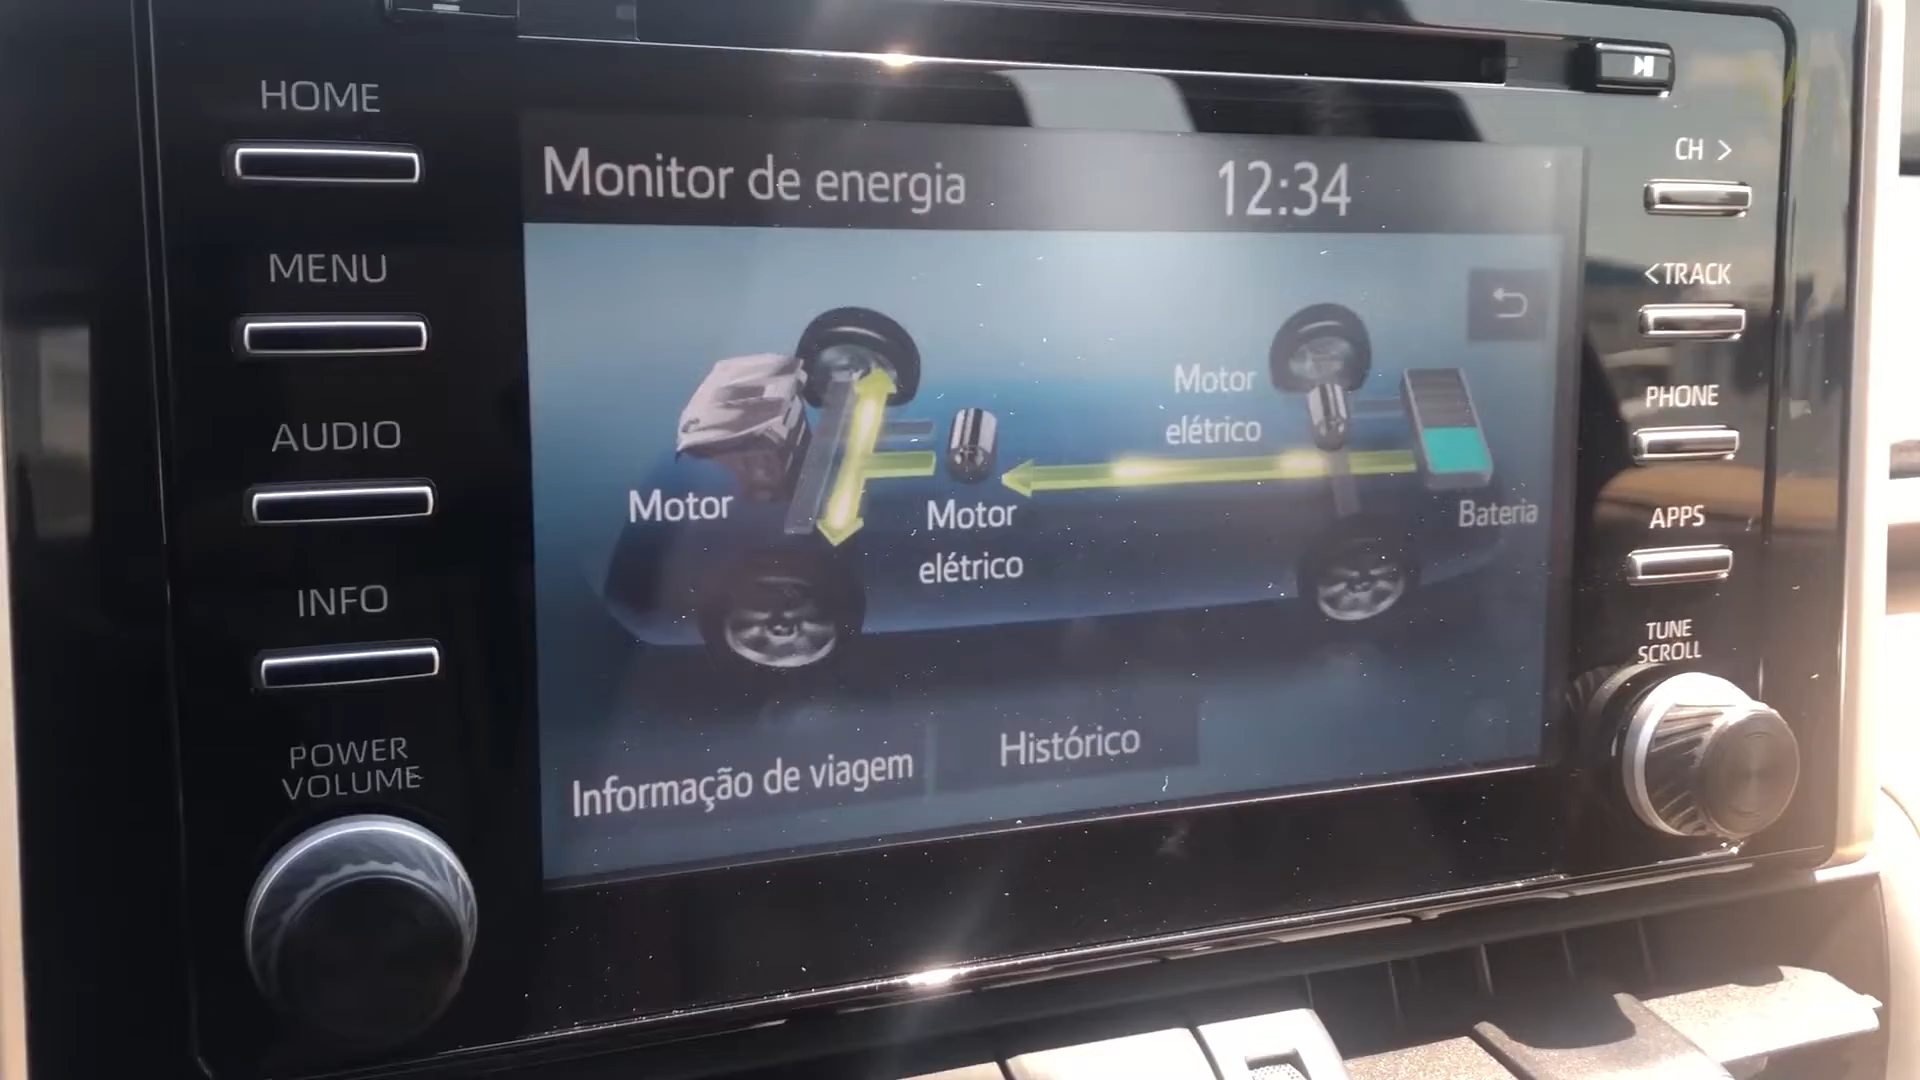 HOME
MENU
AUDIO
INFO
POWER
VOLUME
Monitor de energia
12:34
Motor
Motor
elétrico
Motor
elétrico
Bateria
Informação de viagem
Histórico
CH >
< TRACK
PHONE
APPS
TUNE
SCROLL